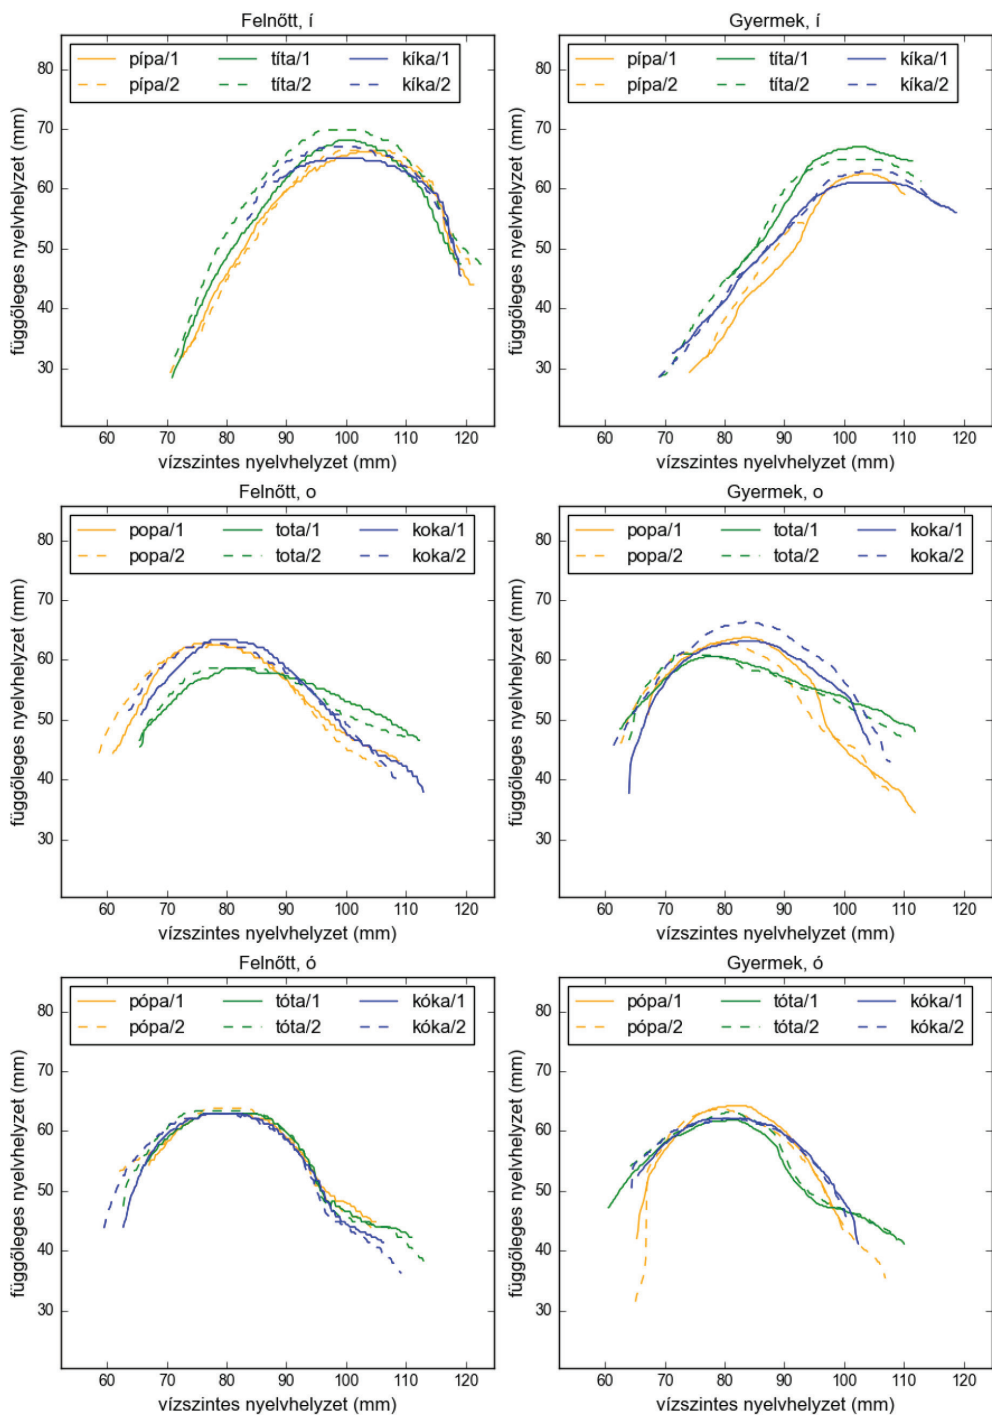 Felnőtt, í
Gyermek, í
pípa/1 títa/1 kíka/1
pípa/2 títa/2 kíka/2
pípa/1 títa/1 kíka/1
pípa/2 títa/2 kíka/2
80
70
60
50
40
30
függőleges nyelvhelyzet (mm)
60 70 80 90 100 110 120
vízszintes nyelvhelyzet (mm)
80
70
60
50
40
30
függőleges nyelvhelyzet (mm)
60 70 80 90 100 110 120
vízszintes nyelvhelyzet (mm)
Felnőtt, o
Gyermek, o
popa/1 tota/1 koka/1
popa/2 tota/2 koka/2
popa/1 tota/1 koka/1
popa/2 tota/2 koka/2
80
70
60
50
40
30
függőleges nyelvhelyzet (mm)
60 70 80 90 100 110 120
vízszintes nyelvhelyzet (mm)
80
70
60
50
40
30
függőleges nyelvhelyzet (mm)
60 70 80 90 100 110 120
vízszintes nyelvhelyzet (mm)
Felnőtt, ó
Gyermek, ó
pópa/1 tóta/1 kóka/1
pópa/2 tóta/2 kóka/2
pópa/1 tóta/1 kóka/1
pópa/2 tóta/2 kóka/2
80
70
60
50
40
30
függőleges nyelvhelyzet (mm)
60 70 80 90 100 110 120
vízszintes nyelvhelyzet (mm)
80
70
60
50
40
30
függőleges nyelvhelyzet (mm)
60 70 80 90 100 110 120
vízszintes nyelvhelyzet (mm)